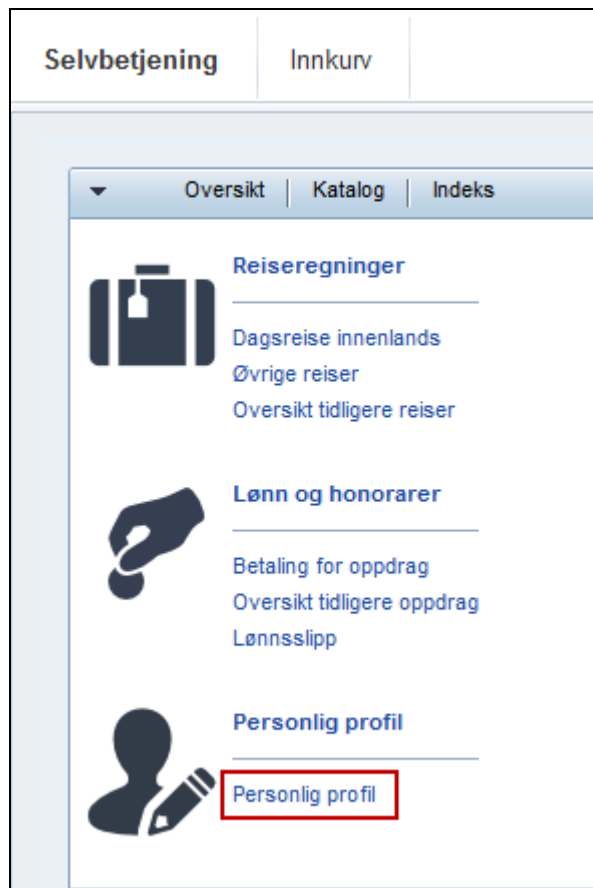 Selvbetjening Innkurv
Oversikt Katalog Indeks
Reiseregninger
Dagsreise innenlands
Øvrige reiser
Oversikt tidligere reiser
Lønn og honorarer
Betaling for oppdrag
Oversikt tidligere oppdrag
Lønnsslipp
Personlig profil
Personlig profil